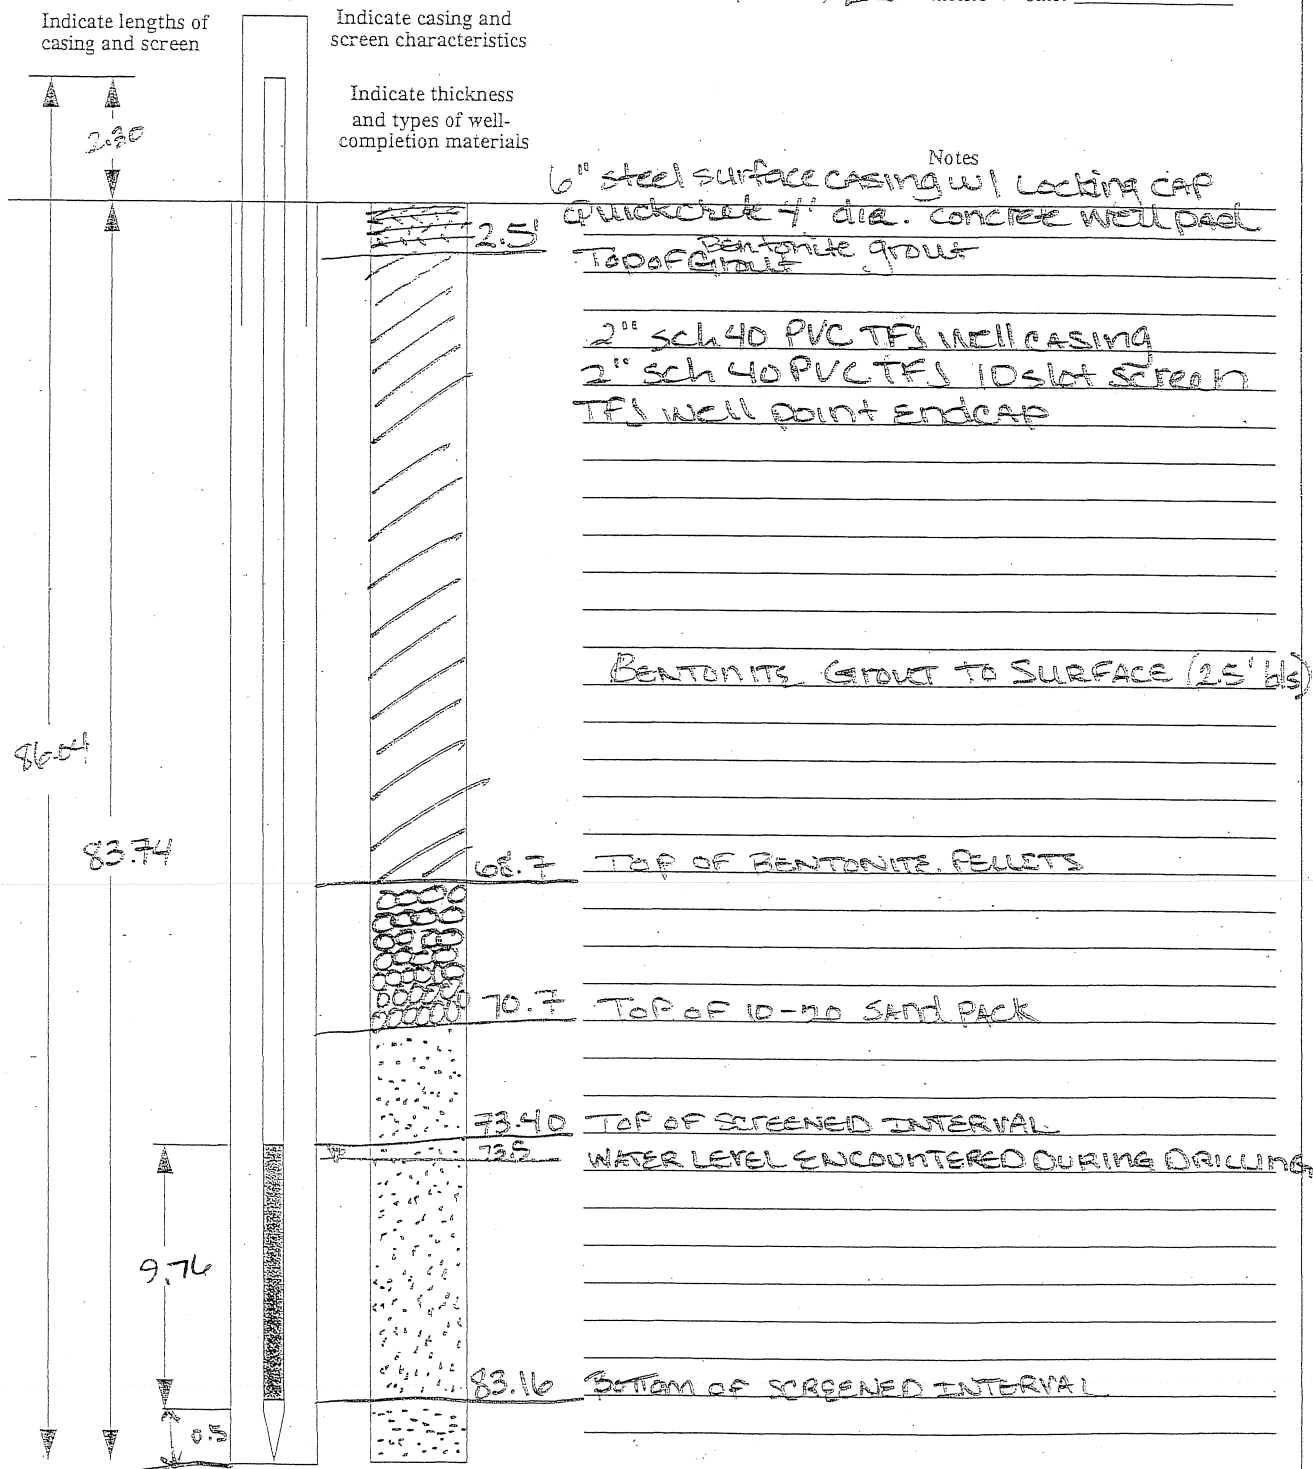 Indicate lengths of
casing and screen
Indicate casing and
screen characteristics
Indicate thickness
and types of well-
completion materials
Notes
2.30
6" steel surface casing w/ Locking CAP
Quickcrete 4' dia. concrete well pad
2.5'
Bentonite grout
Top of Grout
2" sch 40 PVC TFJ well casing
2" sch 40 PVC TFJ 10 slot screen
TFJ well point endcap
BENTONITE Grout TO SURFACE (2.5' bls)
86.04
83.74
68.7 TOP OF BENTONITE PELLETS
70.7 TOP OF 10-20 Sand PACK
73.40 TOP OF SCREENED INTERVAL
73.5 WATER LEVEL ENCOUNTERED DURING DRILLING
9.76
83.16 Bottom OF SCREENED INTERVAL
0.5